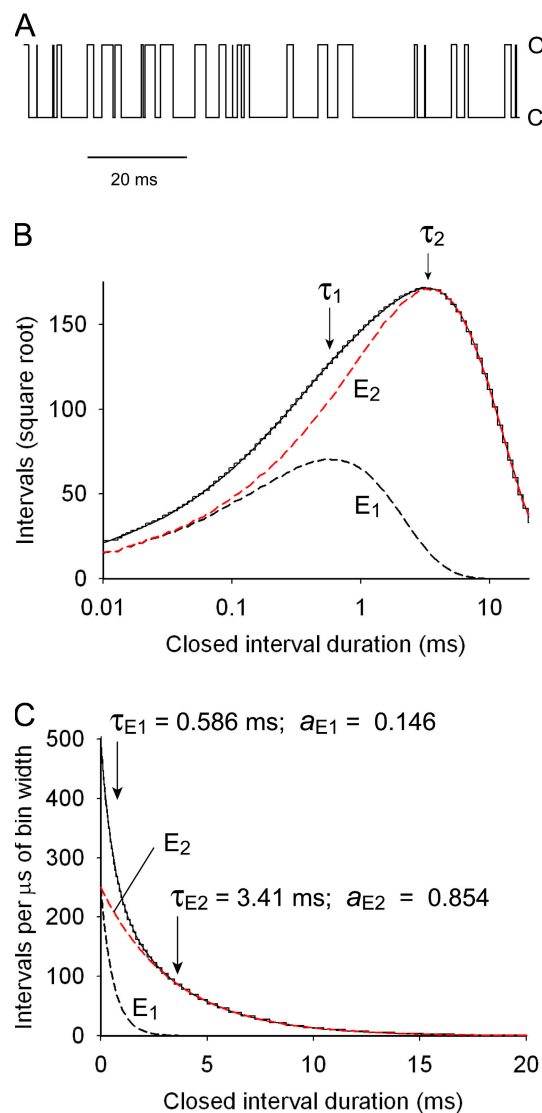 A
O
C
20 ms
B
τ1
τ2
150
100
50
0
Intervals (square root)
E2
E1
0.01 0.1 1 10
Closed interval duration (ms)
C
τE1 = 0.586 ms; aE1 = 0.146
500
400
300
200
100
0
Intervals per µs of bin width
E2
τE2 = 3.41 ms; aE2 = 0.854
E1
0 5 10 15 20
Closed interval duration (ms)